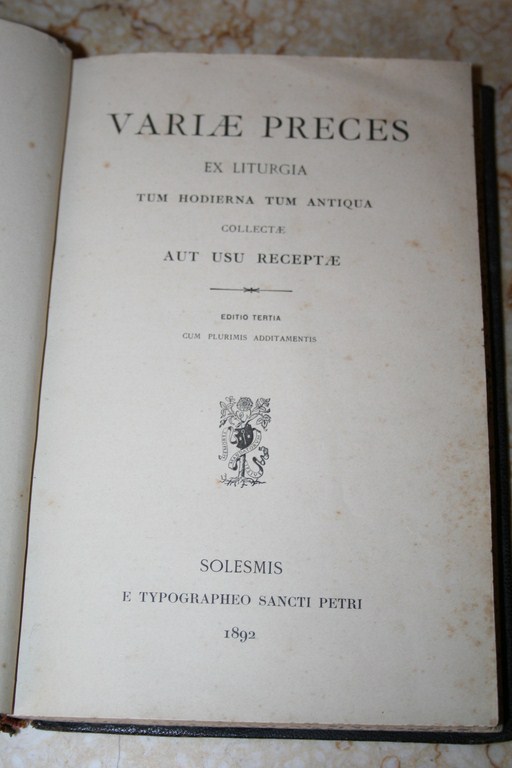 VARIÆ PRECES
EX LITURGIA
TUM HODIERNA TUM ANTIQUA
COLLECTÆ
AUT USU RECEPTÆ
EDITIO TERTIA
CUM PLURIMIS ADDITAMENTIS
SOLESMIS
E TYPOGRAPHEO SANCTI PETRI
1892